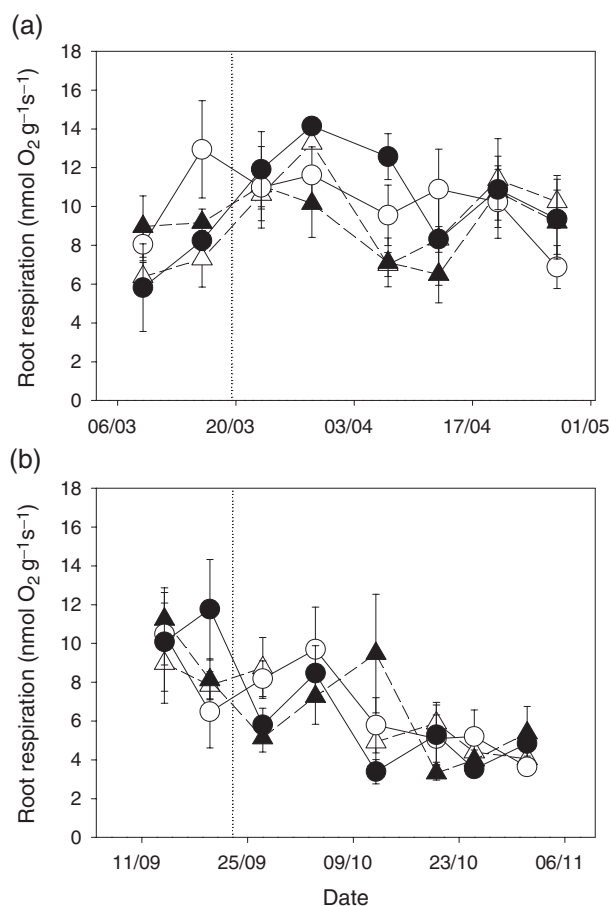 (a)
18
16
14
12
10
8
6
4
2
0
Root respiration (nmol O₂ g⁻¹s⁻¹)
06/03 20/03 03/04 17/04 01/05
(b)
18
16
14
12
10
8
6
4
2
0
Root respiration (nmol O₂ g⁻¹s⁻¹)
11/09 25/09 09/10 23/10 06/11
Date